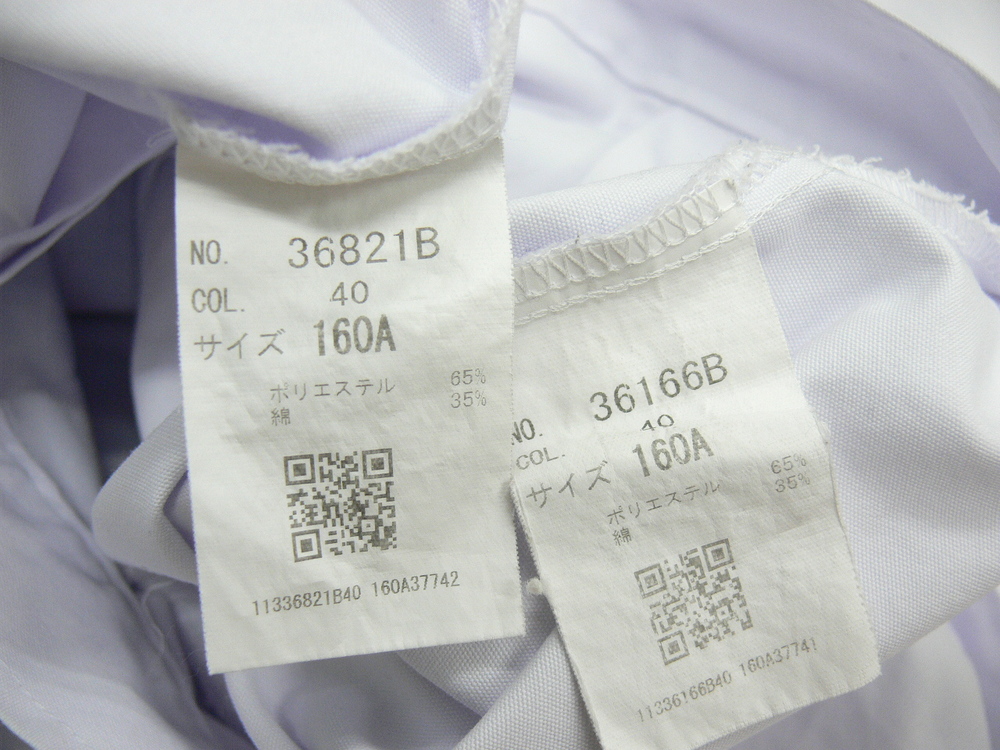 NO. 36821B
COL. 40
サイズ 160A
ポリエステル 65%
綿 35%
11336821B40 160A37742
NO. 36166B
COL. 40
サイズ 160A
ポリエステル 65%
綿 35%
11336166B40 160A37741